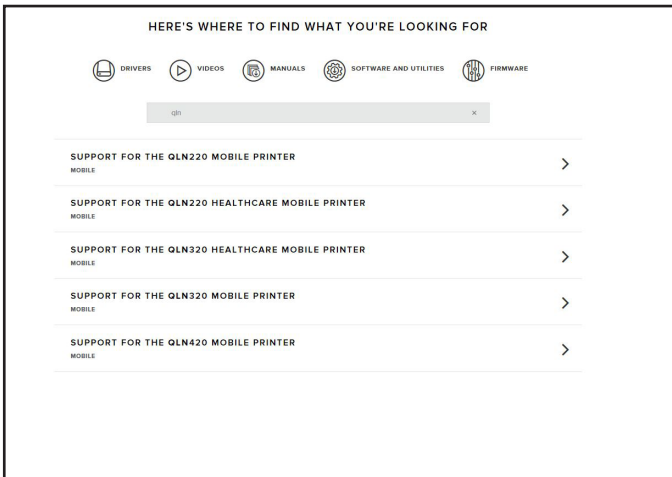 HERE'S WHERE TO FIND WHAT YOU'RE LOOKING FOR
DRIVERS VIDEOS MANUALS SOFTWARE AND UTILITIES FIRMWARE
qln ×
SUPPORT FOR THE QLN220 MOBILE PRINTER
MOBILE
SUPPORT FOR THE QLN220 HEALTHCARE MOBILE PRINTER
MOBILE
SUPPORT FOR THE QLN320 HEALTHCARE MOBILE PRINTER
MOBILE
SUPPORT FOR THE QLN320 MOBILE PRINTER
MOBILE
SUPPORT FOR THE QLN420 MOBILE PRINTER
MOBILE